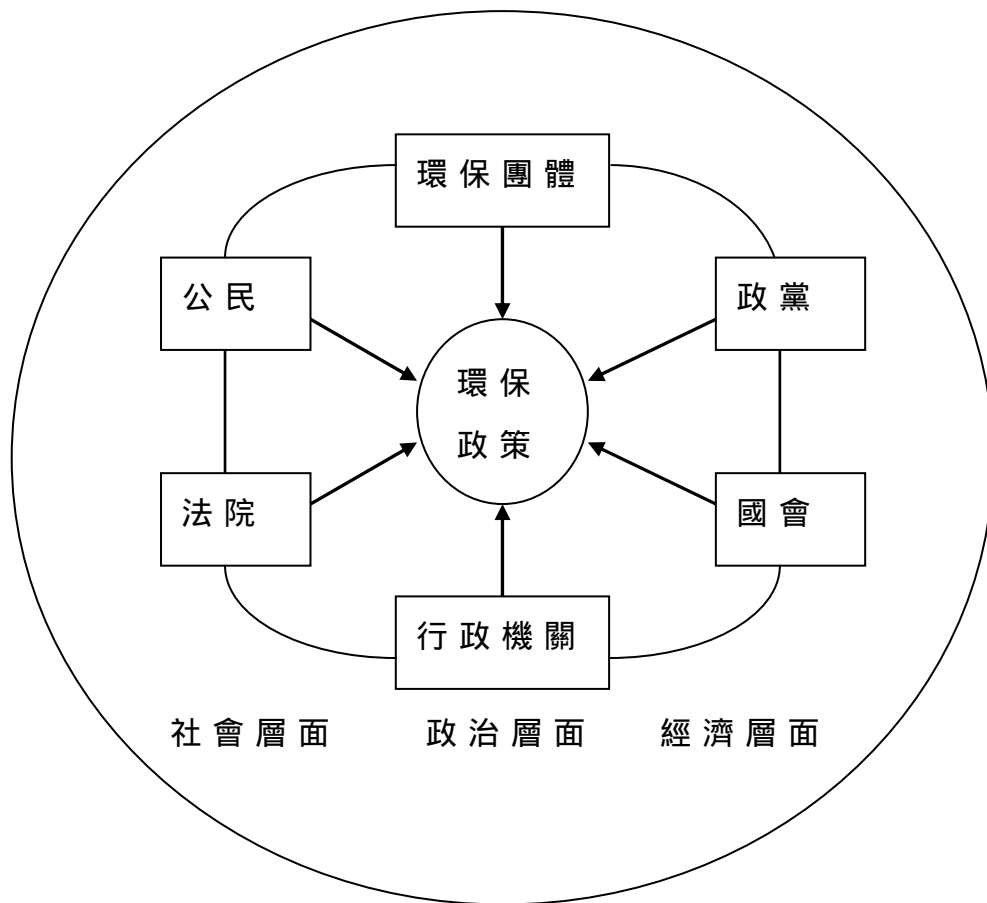 環保團體
公民
政黨
環保
政策
法院
國會
行政機關
社會層面 政治層面 經濟層面